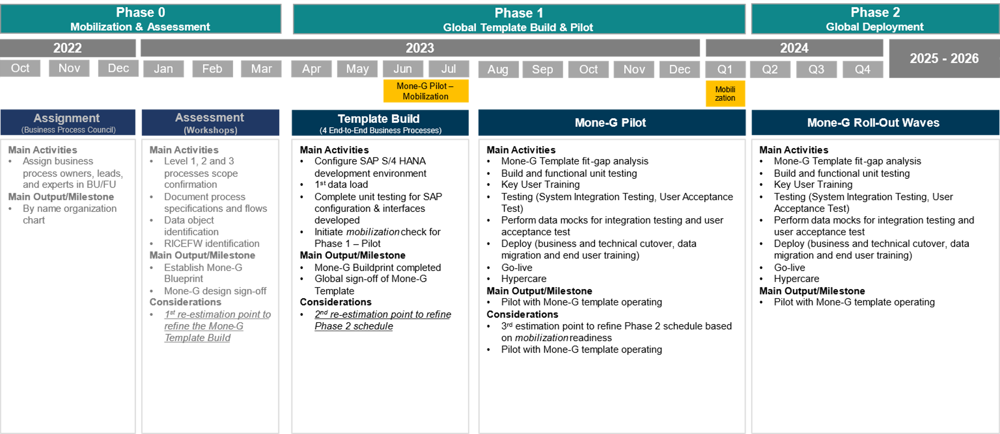 Phase 0
Mobilization & Assessment
Phase 1
Global Template Build & Pilot
Phase 2
Global Deployment
2022
2023
2024
2025 - 2026
Oct
Nov
Dec
Jan
Feb
Mar
Apr
May
Jun
Jul
Aug
Sep
Oct
Nov
Dec
Q1
Q2
Q3
Q4
Mone-G Pilot –
Mobilization
Mobili
zation
Assignment
(Business Process Council)
Main Activities
• Assign business
process owners, leads,
and experts in BU/FU
Main Output/Milestone
• By name organization
chart
Assessment
(Workshops)
Main Activities
• Level 1, 2 and 3
processes scope
confirmation
• Document process
specifications and flows
• Data object
identification
• RICEFW identification
Main Output/Milestone
• Establish Mone-G
Blueprint
• Mone-G design sign-off
Considerations
• 1st re-estimation point to
refine the Mone-G
Template Build
Template Build
(4 End-to-End Business Processes)
Main Activities
• Configure SAP S/4 HANA
development environment
• 1st data load
• Complete unit testing for SAP
configuration & interfaces
developed
• Initiate mobilization check for
Phase 1 – Pilot
Main Output/Milestone
• Mone-G Buildprint completed
• Global sign-off of Mone-G
Template
Considerations
• 2nd re-estimation point to refine
Phase 2 schedule
Mone-G Pilot
Main Activities
• Mone-G Template fit-gap analysis
• Build and functional unit testing
• Key User Training
• Testing (System Integration Testing, User Acceptance
Test)
• Perform data mocks for integration testing and user
acceptance test
• Deploy (business and technical cutover, data
migration and end user training)
• Go-live
• Hypercare
Main Output/Milestone
• Pilot with Mone-G template operating
Considerations
• 3rd estimation point to refine Phase 2 schedule based
on mobilization readiness
• Pilot with Mone-G template operating
Mone-G Roll-Out Waves
Main Activities
• Mone-G Template fit-gap analysis
• Build and functional unit testing
• Key User Training
• Testing (System Integration Testing, User
Acceptance Test)
• Perform data mocks for integration testing and
user acceptance test
• Deploy (business and technical cutover, data
migration and end user training)
• Go-live
• Hypercare
Main Output/Milestone
• Pilot with Mone-G template operating